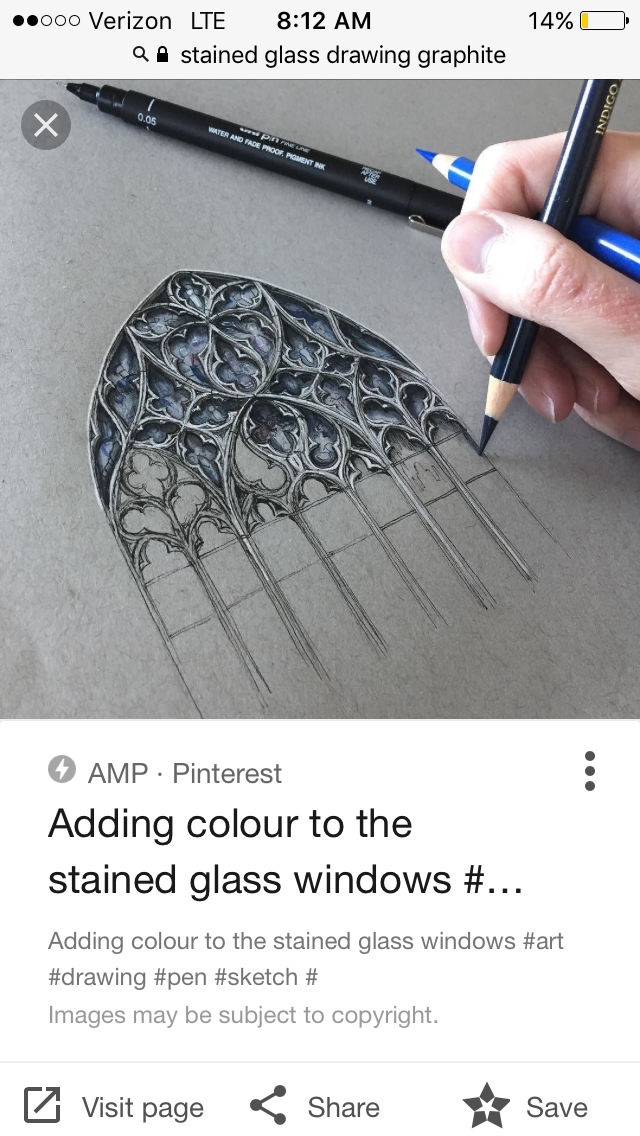 Verizon LTE 8:12 AM 14%
stained glass drawing graphite
INDIGO
0.05
uni pin FINE LINE
WATER AND FADE PROOF, PIGMENT INK
AFTER
USE
AMP · Pinterest
Adding colour to the
stained glass windows #...
Adding colour to the stained glass windows #art
#drawing #pen #sketch #
Images may be subject to copyright.
Visit page Share Save